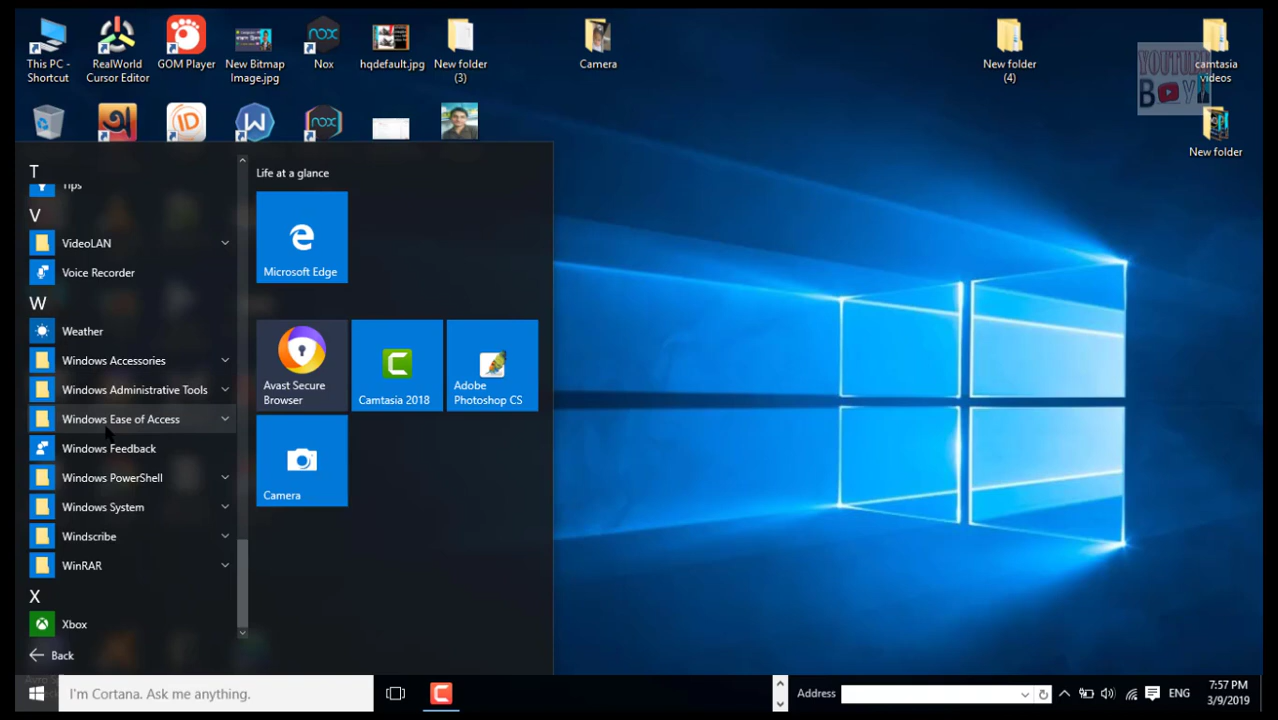 This PC -
Shortcut
RealWorld
Cursor Editor
GOM Player
New Bitmap
Image.jpg
Nox
hqdefault.jpg
New folder
(3)
Camera
New folder
(4)
camtasia
videos
YOUTUBE
BOY
New folder
T
Tips
V
VideoLAN
Voice Recorder
W
Weather
Windows Accessories
Windows Administrative Tools
Windows Ease of Access
Windows Feedback
Windows PowerShell
Windows System
Windscribe
WinRAR
X
Xbox
Back
Life at a glance
Microsoft Edge
Avast Secure
Browser
Camtasia 2018
Adobe
Photoshop CS
Camera
I'm Cortana. Ask me anything.
Address
ENG
7:57 PM
3/9/2019